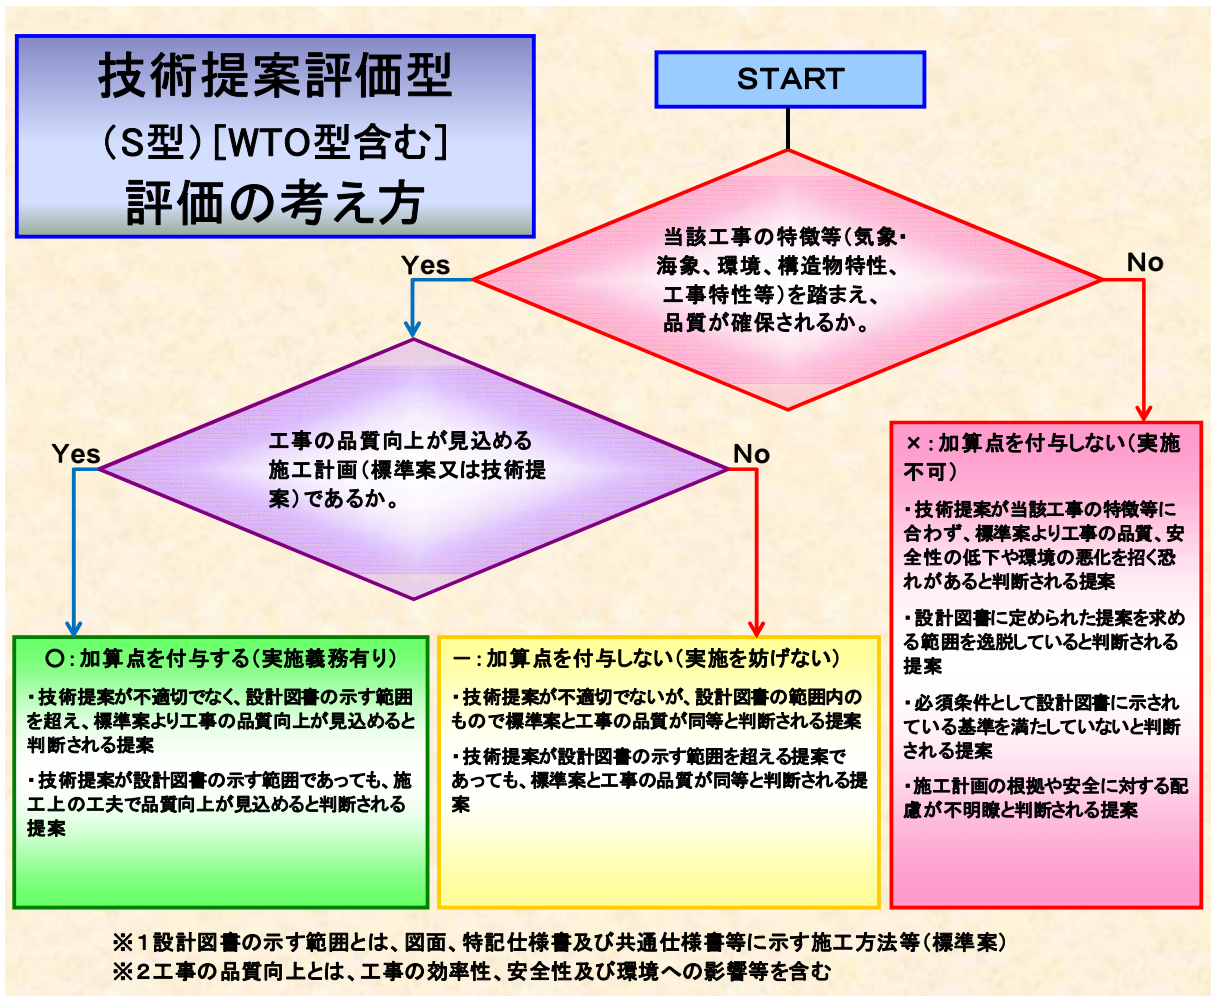 技術提案評価型
（S型）[WTO型含む]
評価の考え方
START
当該工事の特徴等（気象・
海象、環境、構造物特性、
工事特性等）を踏まえ、
品質が確保されるか。
Yes
No
工事の品質向上が見込める
施工計画（標準案又は技術提
案）であるか。
Yes
No
×：加算点を付与しない（実施
不可）
・技術提案が当該工事の特徴等に
合わず、標準案より工事の品質、安
全性の低下や環境の悪化を招く恐
れがあると判断される提案
・設計図書に定められた提案を求め
る範囲を逸脱していると判断される
提案
・必須条件として設計図書に示され
ている基準を満たしていないと判断
される提案
・施工計画の根拠や安全に対する配
慮が不明瞭と判断される提案
〇：加算点を付与する（実施義務有り）
・技術提案が不適切でなく、設計図書の示す範囲
を超え、標準案より工事の品質向上が見込めると
判断される提案
・技術提案が設計図書の示す範囲であっても、施
工上の工夫で品質向上が見込めると判断される
提案
－：加算点を付与しない（実施を妨げない）
・技術提案が不適切でないが、設計図書の範囲内の
もので標準案と工事の品質が同等と判断される提案
・技術提案が設計図書の示す範囲を超える提案で
あっても、標準案と工事の品質が同等と判断される提
案
※１設計図書の示す範囲とは、図面、特記仕様書及び共通仕様書等に示す施工方法等（標準案）
※２工事の品質向上とは、工事の効率性、安全性及び環境への影響等を含む